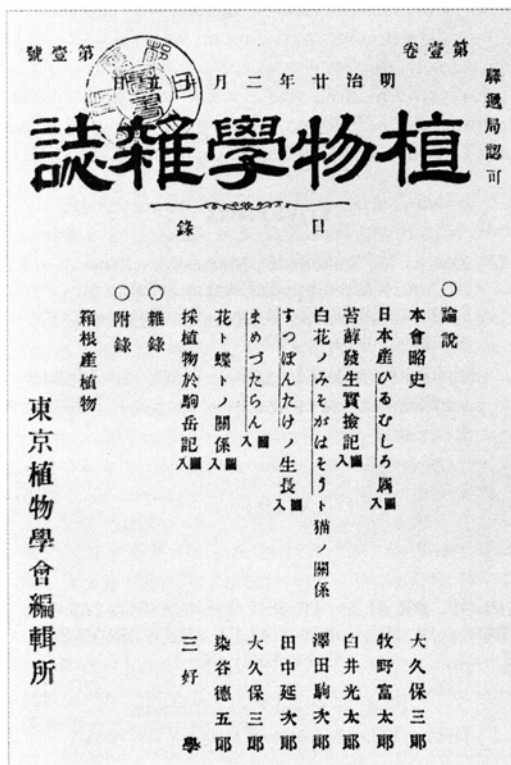 驛遞局認可
第壹卷
明治廿年二月十五日
第壹號
植物學雜誌
目錄
○論說
本會略史 大久保三郎
日本產ひるむしろ属圖入 牧野富太郎
苔蘚發生實撿記圖入 白井光太郎
白花ノみそがはそうト猫ノ關係 澤田駒次郎
すつぽんたけノ生長圖入 田中延次郎
まめづたらん圖入 大久保三郎
花ト蝶トノ關係圖入 染谷德五郎
採植物於駒岳記圖入 三好學
○雜錄
○附錄
箱根產植物
東京植物學會編輯所